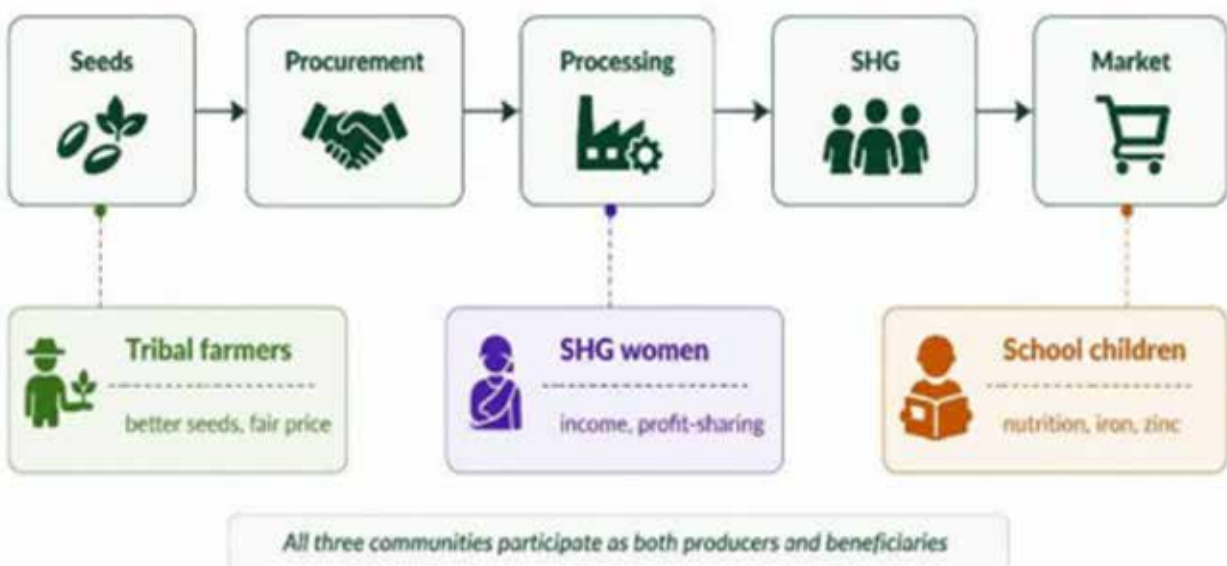 Seeds
Procurement
Processing
SHG
Market
Tribal farmers
better seeds, fair price
SHG women
income, profit-sharing
School children
nutrition, iron, zinc
All three communities participate as both producers and beneficiaries